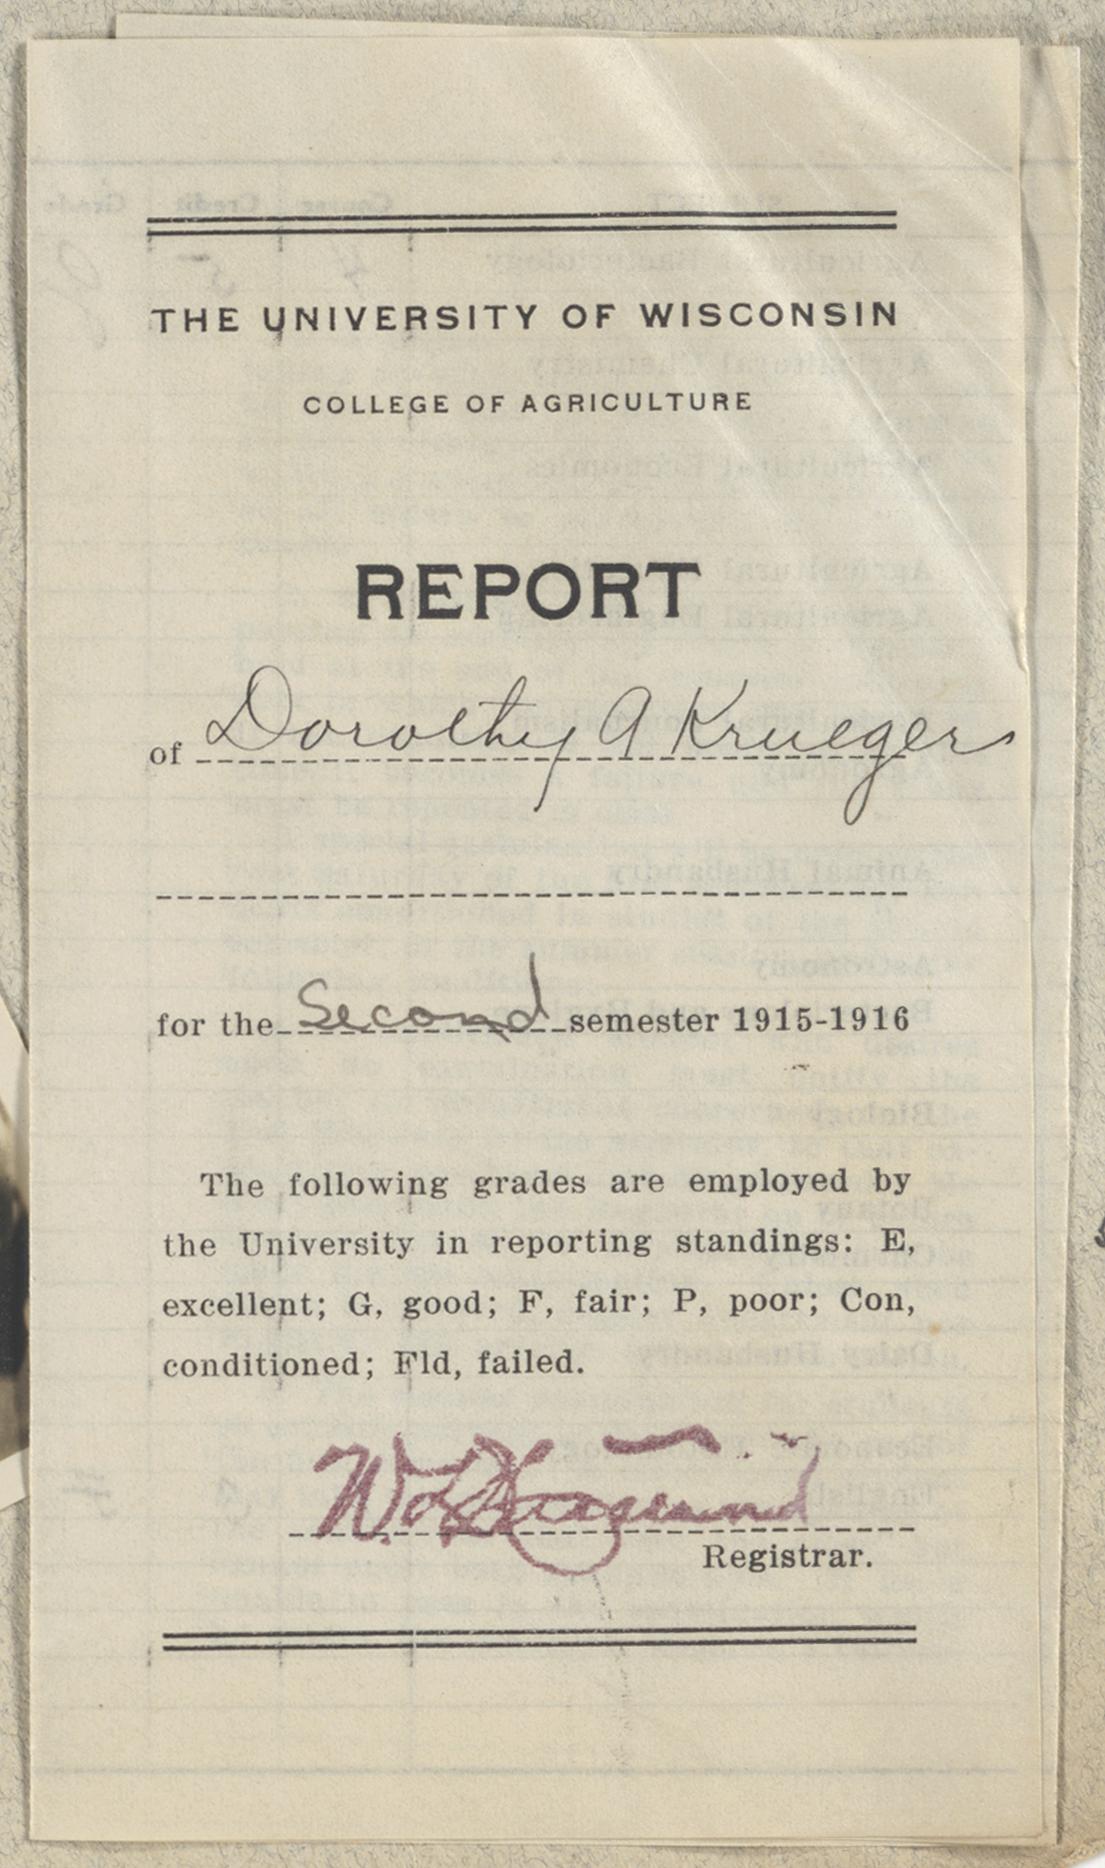 THE UNIVERSITY OF WISCONSIN
COLLEGE OF AGRICULTURE
REPORT
of Dorothy A Krueger
for the Second semester 1915-1916
The following grades are employed by
the University in reporting standings: E,
excellent; G, good; F, fair; P, poor; Con,
conditioned; Fld, failed.
Registrar.